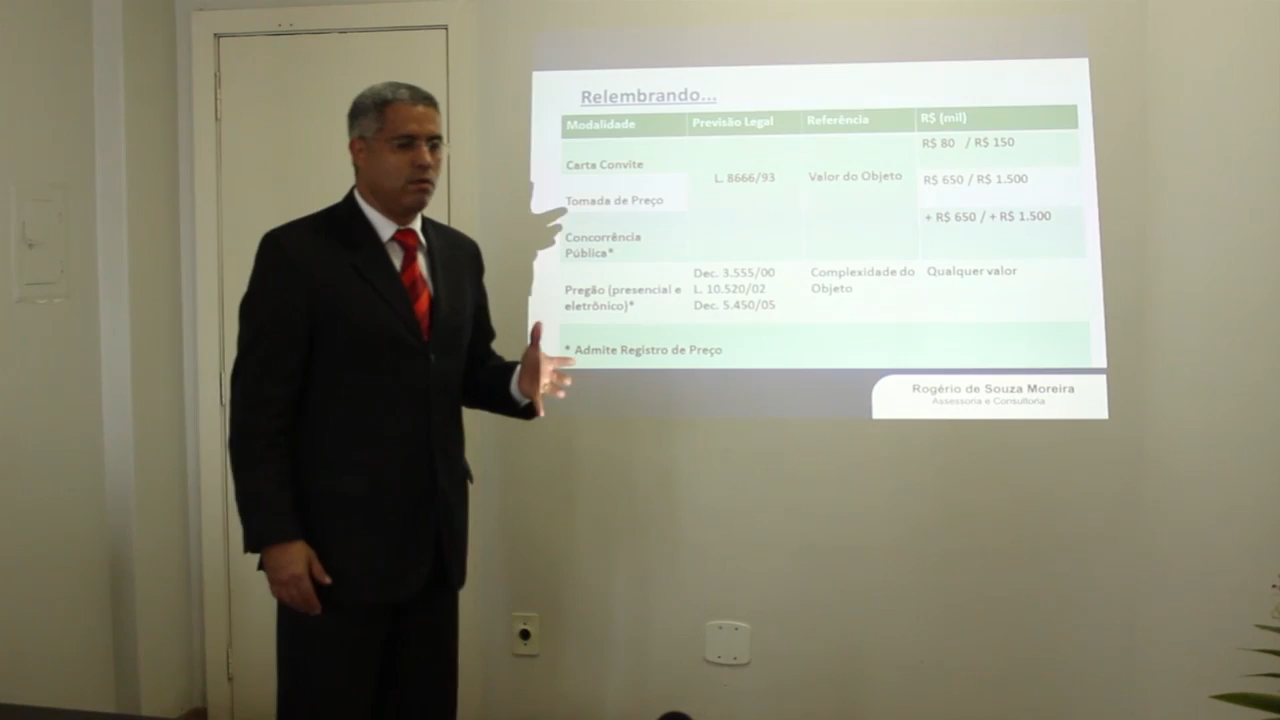 Relembrando...
Modalidade Previsão Legal Referência R$ (mil)
Carta Convite L. 8666/93 Valor do Objeto R$ 80 / R$ 150
Tomada de Preço R$ 650 / R$ 1.500
Concorrência Pública* + R$ 650 / + R$ 1.500
Pregão (presencial e eletrônico)* Dec. 3.555/00 L. 10.520/02 Dec. 5.450/05 Complexidade do Objeto Qualquer valor
* Admite Registro de Preço
Rogério de Souza Moreira
Assessoria e Consultoria